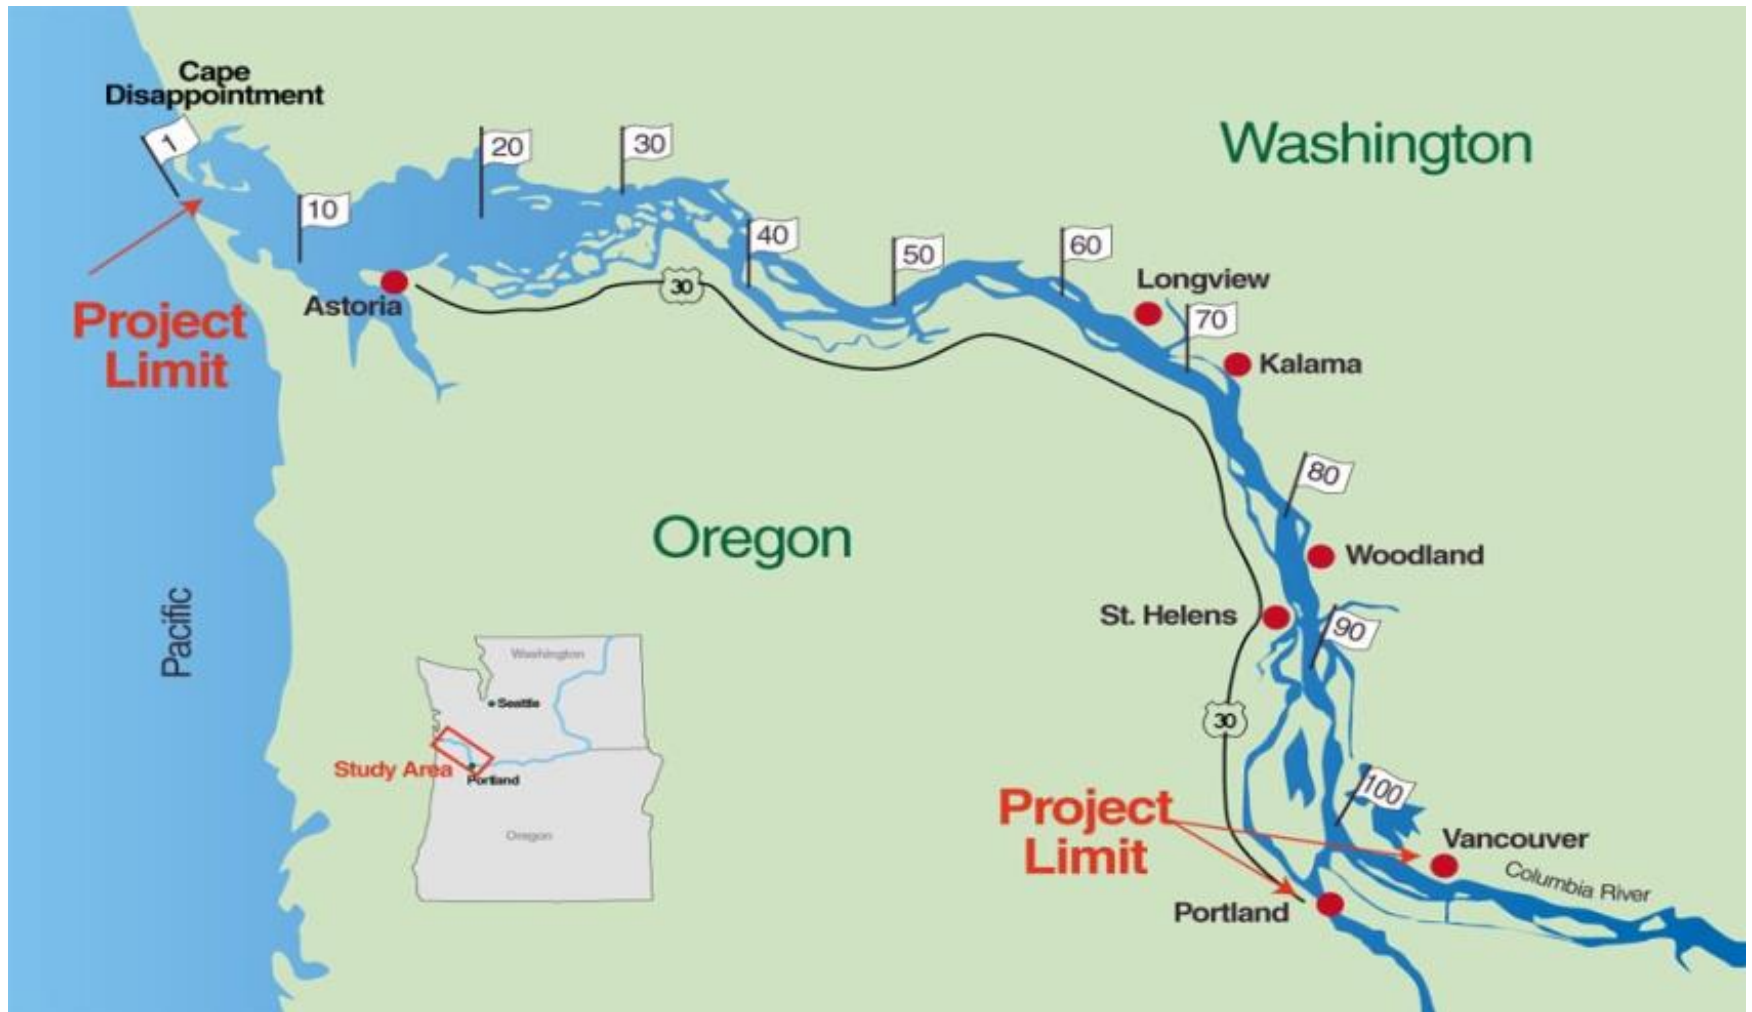 Cape
Disappointment
1
10
20
30
40
50
60
70
80
90
100
Washington
Longview
Kalama
Astoria
30
Project
Limit
Oregon
Woodland
St. Helens
Pacific
Washington
Seattle
Study Area
Portland
Oregon
30
Project
Limit
Vancouver
Columbia River
Portland